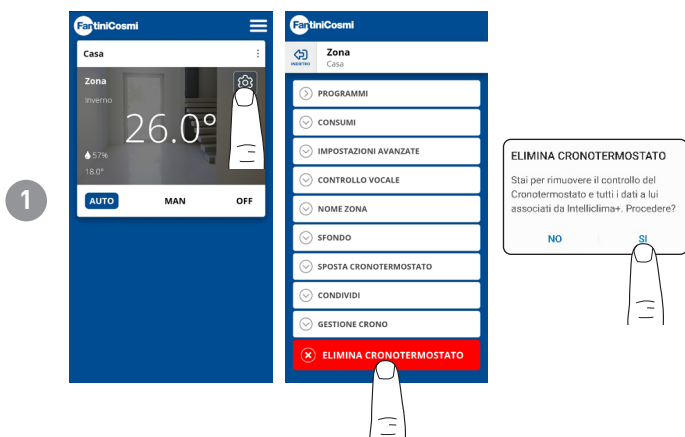 1
FantiniCosmi
Casa
Zona
Inverno
26.0°
57%
18.0°
AUTO MAN OFF
FantiniCosmi
INDIETRO
Zona
Casa
PROGRAMMI
CONSUMI
IMPOSTAZIONI AVANZATE
CONTROLLO VOCALE
NOME ZONA
SFONDO
SPOSTA CRONOTERMOSTATO
CONDIVIDI
GESTIONE CRONO
ELIMINA CRONOTERMOSTATO
ELIMINA CRONOTERMOSTATO
Stai per rimuovere il controllo del
Cronotermostato e tutti i dati a lui
associati da Intelliclima+. Procedere?
NO SI